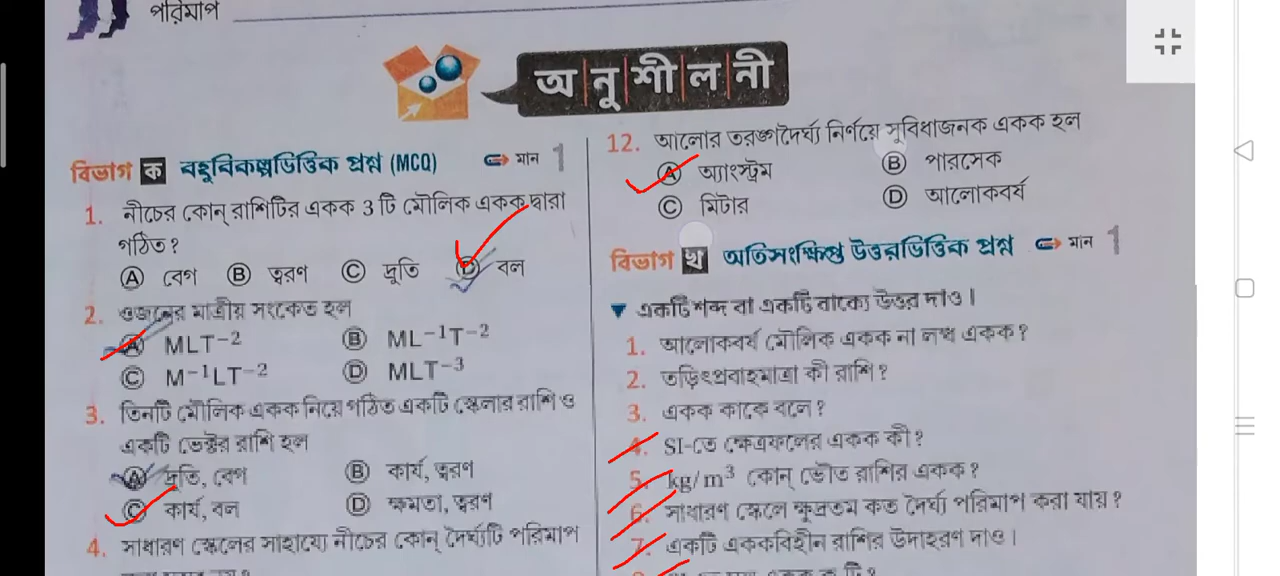 পরিমাপ
অনুশীলনী
বিভাগ ক বহুবিকল্পভিত্তিক প্রশ্ন (MCQ) মান 1
1. নীচের কোন্ রাশিটির একক 3 টি মৌলিক একক দ্বারা
গঠিত?
A বেগ B ত্বরণ C দ্রুতি D বল
2. ওজনের মাত্রীয় সংকেত হল
A MLT⁻² B ML⁻¹T⁻²
C M⁻¹LT⁻² D MLT⁻³
3. তিনটি মৌলিক একক নিয়ে গঠিত একটি স্কেলার রাশি ও
একটি ভেক্টর রাশি হল
A দ্রুতি, বেগ B কার্য, ত্বরণ
C কার্য, বল D ক্ষমতা, ত্বরণ
4. সাধারণ স্কেলের সাহায্যে নীচের কোন্ দৈর্ঘ্যটি পরিমাপ
12. আলোর তরঙ্গদৈর্ঘ্য নির্ণয়ে সুবিধাজনক একক হল
A অ্যাংস্ট্রম B পারসেক
C মিটার D আলোকবর্ষ
বিভাগ খ অতিসংক্ষিপ্ত উত্তরভিত্তিক প্রশ্ন মান 1
▼ একটি শব্দ বা একটি বাক্যে উত্তর দাও।
1. আলোকবর্ষ মৌলিক একক না লব্ধ একক?
2. তড়িৎপ্রবাহমাত্রা কী রাশি?
3. একক কাকে বলে?
4. SI-তে ক্ষেত্রফলের একক কী?
5. kg/m³ কোন্ ভৌত রাশির একক?
6. সাধারণ স্কেলে ক্ষুদ্রতম কত দৈর্ঘ্য পরিমাপ করা যায়?
7. একটি এককবিহীন রাশির উদাহরণ দাও।